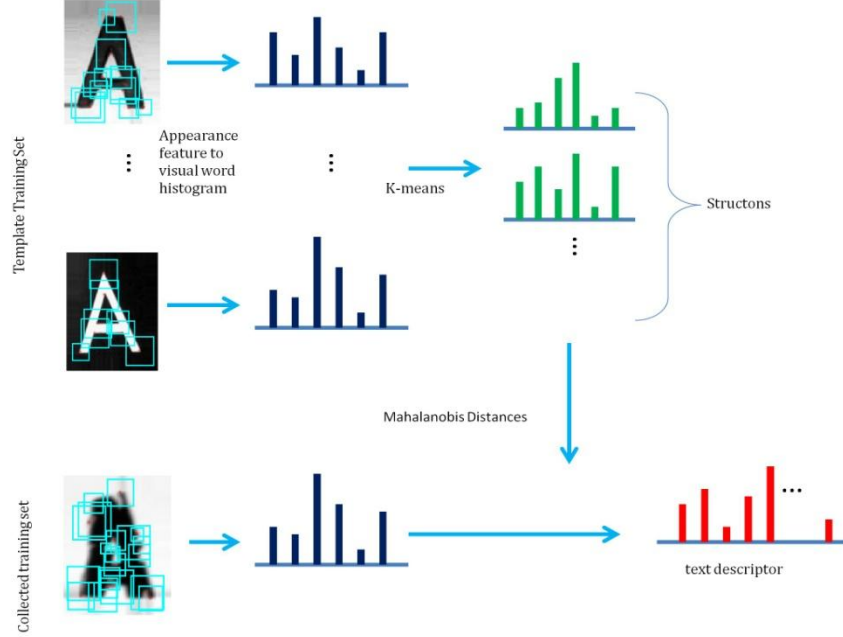 Template Training Set
Appearance
feature to
visual word
histogram
K-means
Structons
Mahalanobis Distances
Collected training set
text descriptor
A
A
A